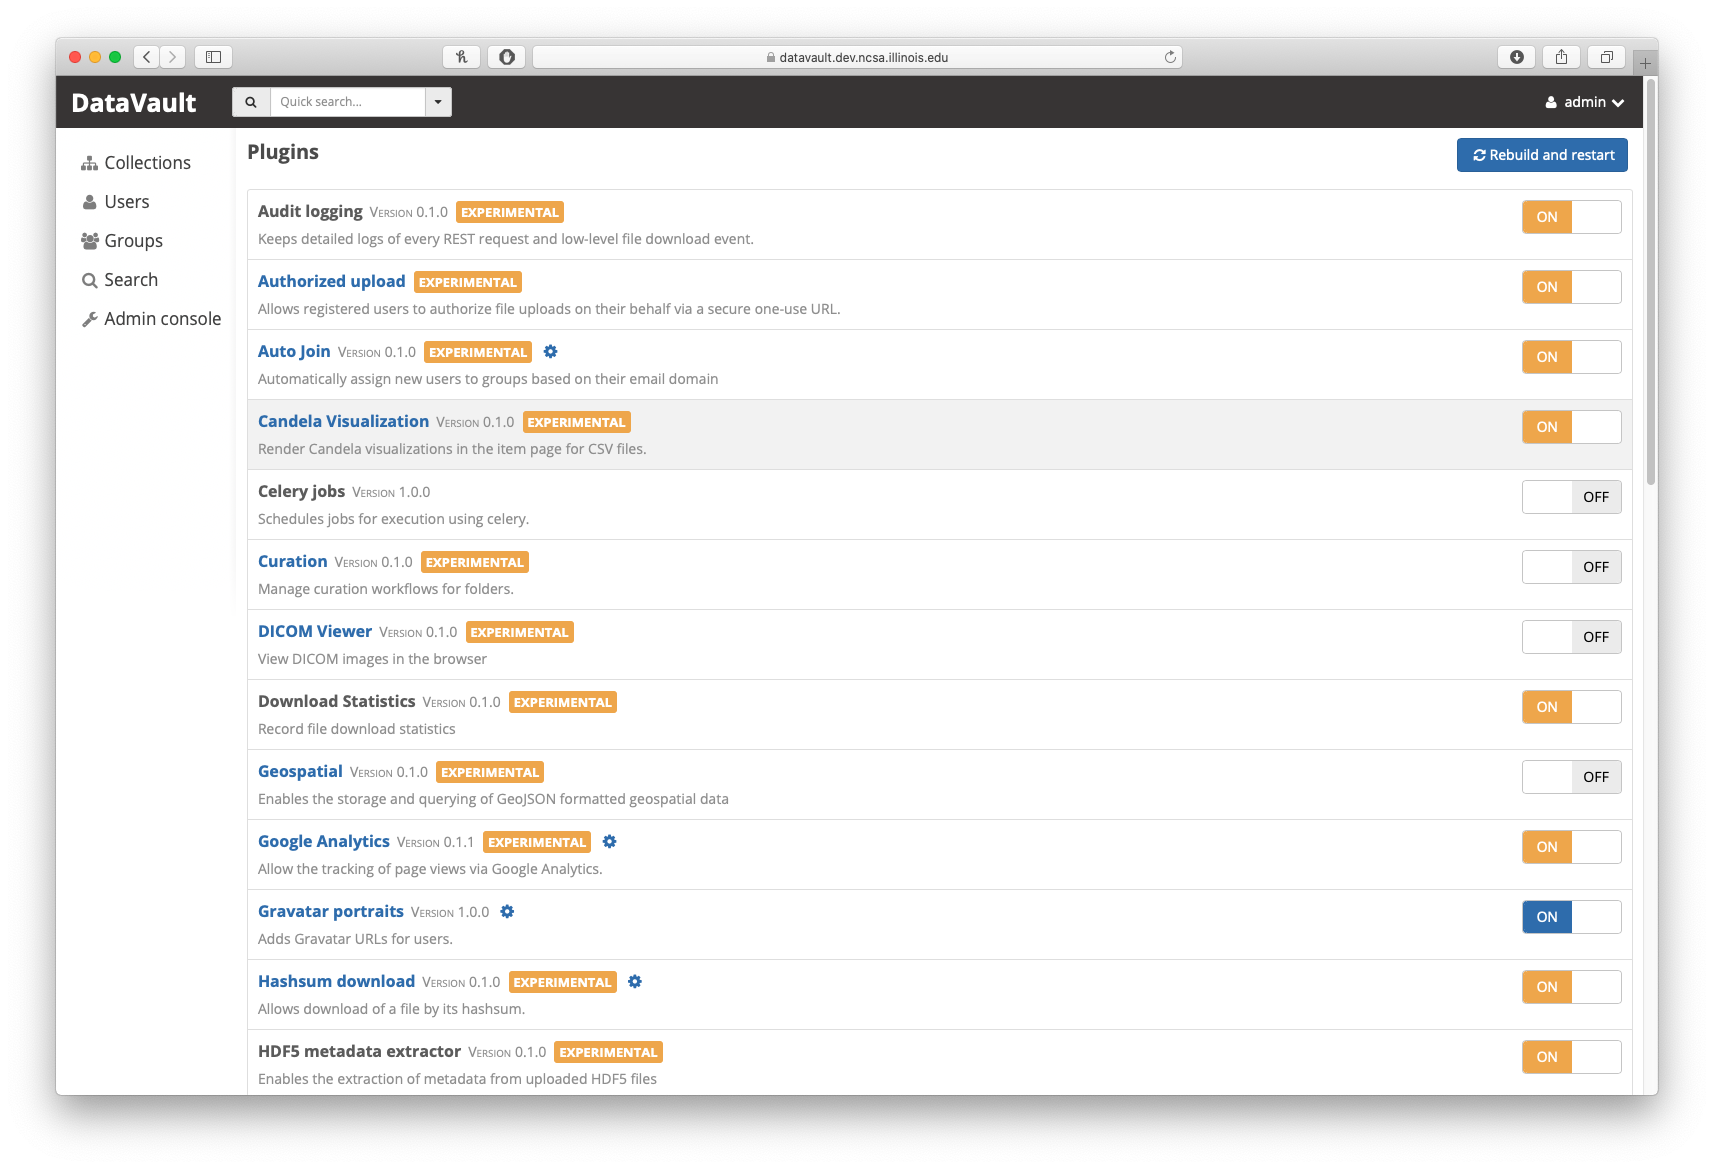 datavault.dev.ncsa.illinois.edu
DataVault
Quick search...
admin
Collections
Users
Groups
Search
Admin console
Plugins
Rebuild and restart
Audit logging Version 0.1.0 EXPERIMENTAL
ON
Keeps detailed logs of every REST request and low-level file download event.
Authorized upload EXPERIMENTAL
ON
Allows registered users to authorize file uploads on their behalf via a secure one-use URL.
Auto Join Version 0.1.0 EXPERIMENTAL
ON
Automatically assign new users to groups based on their email domain
Candela Visualization Version 0.1.0 EXPERIMENTAL
ON
Render Candela visualizations in the item page for CSV files.
Celery jobs Version 1.0.0
OFF
Schedules jobs for execution using celery.
Curation Version 0.1.0 EXPERIMENTAL
OFF
Manage curation workflows for folders.
DICOM Viewer Version 0.1.0 EXPERIMENTAL
OFF
View DICOM images in the browser
Download Statistics Version 0.1.0 EXPERIMENTAL
ON
Record file download statistics
Geospatial Version 0.1.0 EXPERIMENTAL
OFF
Enables the storage and querying of GeoJSON formatted geospatial data
Google Analytics Version 0.1.1 EXPERIMENTAL
ON
Allow the tracking of page views via Google Analytics.
Gravatar portraits Version 1.0.0
ON
Adds Gravatar URLs for users.
Hashsum download Version 0.1.0 EXPERIMENTAL
ON
Allows download of a file by its hashsum.
HDF5 metadata extractor Version 0.1.0 EXPERIMENTAL
ON
Enables the extraction of metadata from uploaded HDF5 files